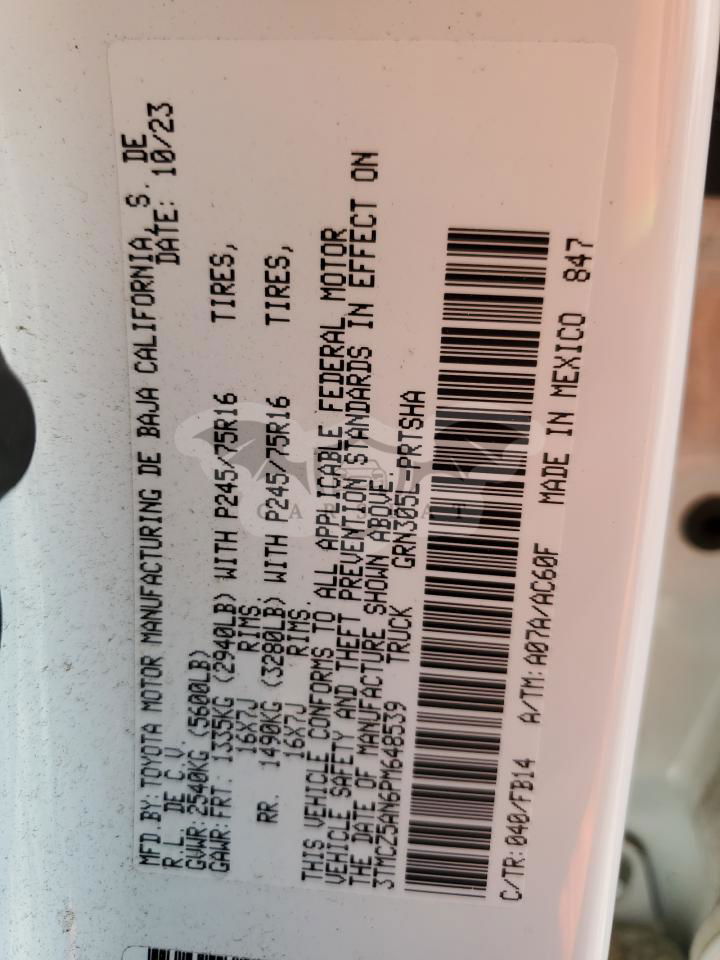 MFD.BY:TOYOTA MOTOR MANUFACTURING DE BAJA CALIFORNIA, S. DE
R.L. DE C.V. DATE: 10/23
GVWR:2540KG (5600LB)
GAWR:FRT: 1335KG (2940LB) WITH P245/75R16 TIRES,
16X7J RIMS,
RR. 1490KG (3280LB) WITH P245/75R16 TIRES,
16X7J RIMS.
THIS VEHICLE CONFORMS TO ALL APPLICABLE FEDERAL MOTOR
VEHICLE SAFETY AND THEFT PREVENTION STANDARDS IN EFFECT ON
THE DATE OF MANUFACTURE SHOWN ABOVE.
3TMCZ5AN6PM648539 TRUCK GRN305L-PRTSHA
C/TR:040/FB14 A/TM:A07A/AC60F MADE IN MEXICO 847